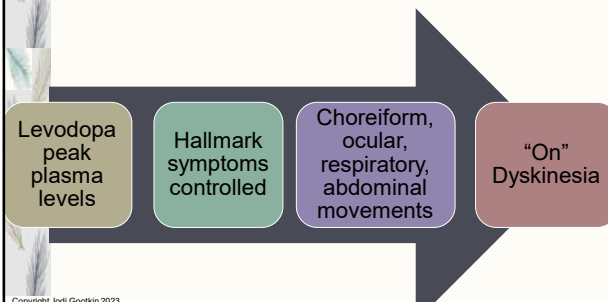 Levodopa
peak
plasma
levels
Hallmark
symptoms
controlled
Choreiform,
ocular,
respiratory,
abdominal
movements
“On”
Dyskinesia
Copyright Jodi Gootkin 2023